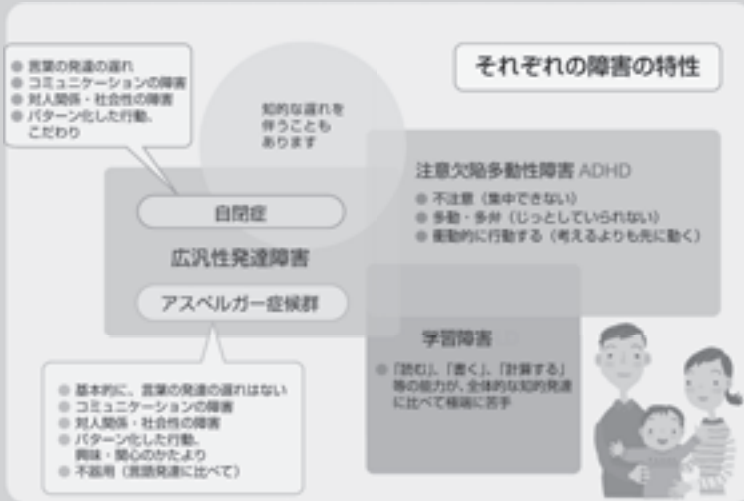 それぞれの障害の特性
● 言葉の発達の遅れ
● コミュニケーションの障害
● 対人関係・社会性の障害
● パターン化した行動、
こだわり
知的な遅れを
伴うことも
あります
自閉症
広汎性発達障害
アスペルガー症候群
● 基本的に、言葉の発達の遅れはない
● コミュニケーションの障害
● 対人関係・社会性の障害
● パターン化した行動、
興味・関心のかたより
● 不器用（言語発達に比べて）
注意欠陥多動性障害 ADHD
● 不注意（集中できない）
● 多動・多弁（じっとしていられない）
● 衝動的に行動する（考えるよりも先に動く）
学習障害
● 「読む」、「書く」、「計算する」
等の能力が、全体的な知的発達
に比べて極端に苦手